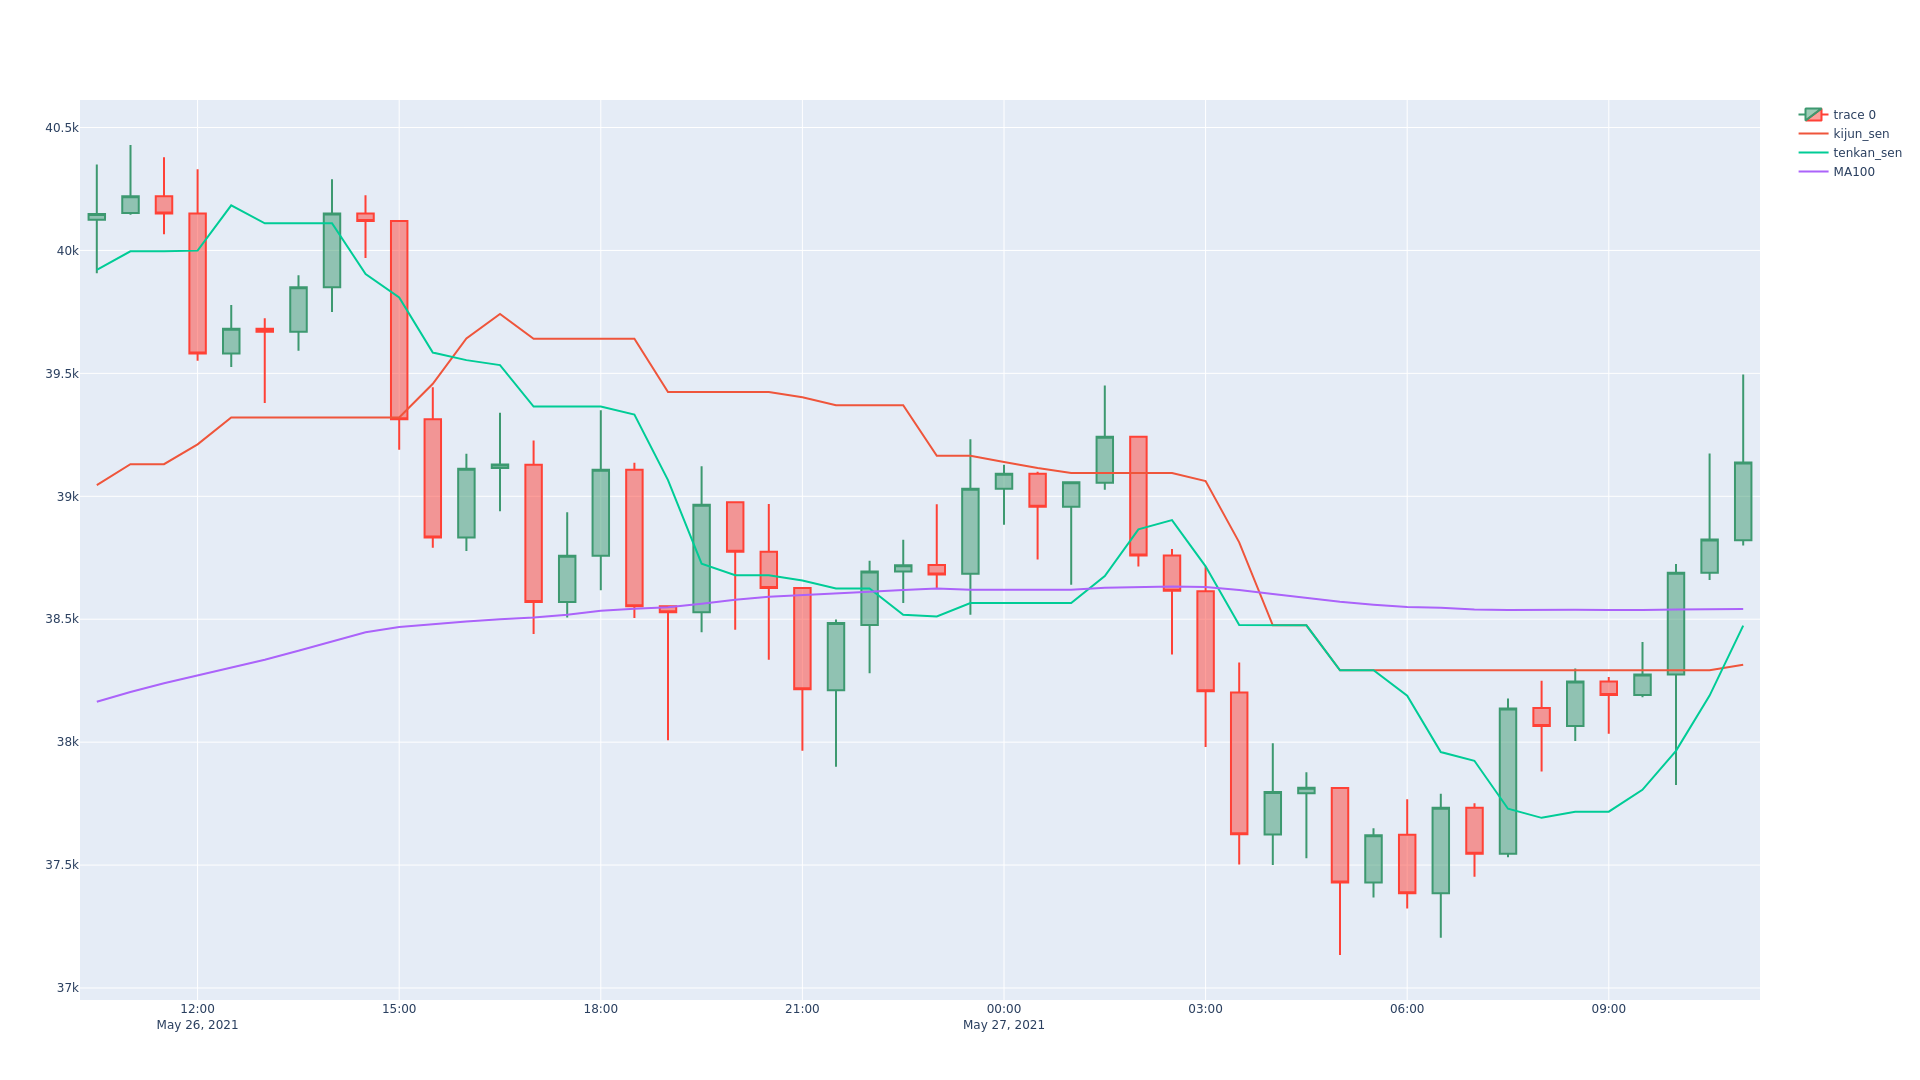 40.5k
40k
39.5k
39k
38.5k
38k
37.5k
37k
12:00
May 26, 2021
15:00
18:00
21:00
00:00
May 27, 2021
03:00
06:00
09:00
trace 0
kijun_sen
tenkan_sen
MA100